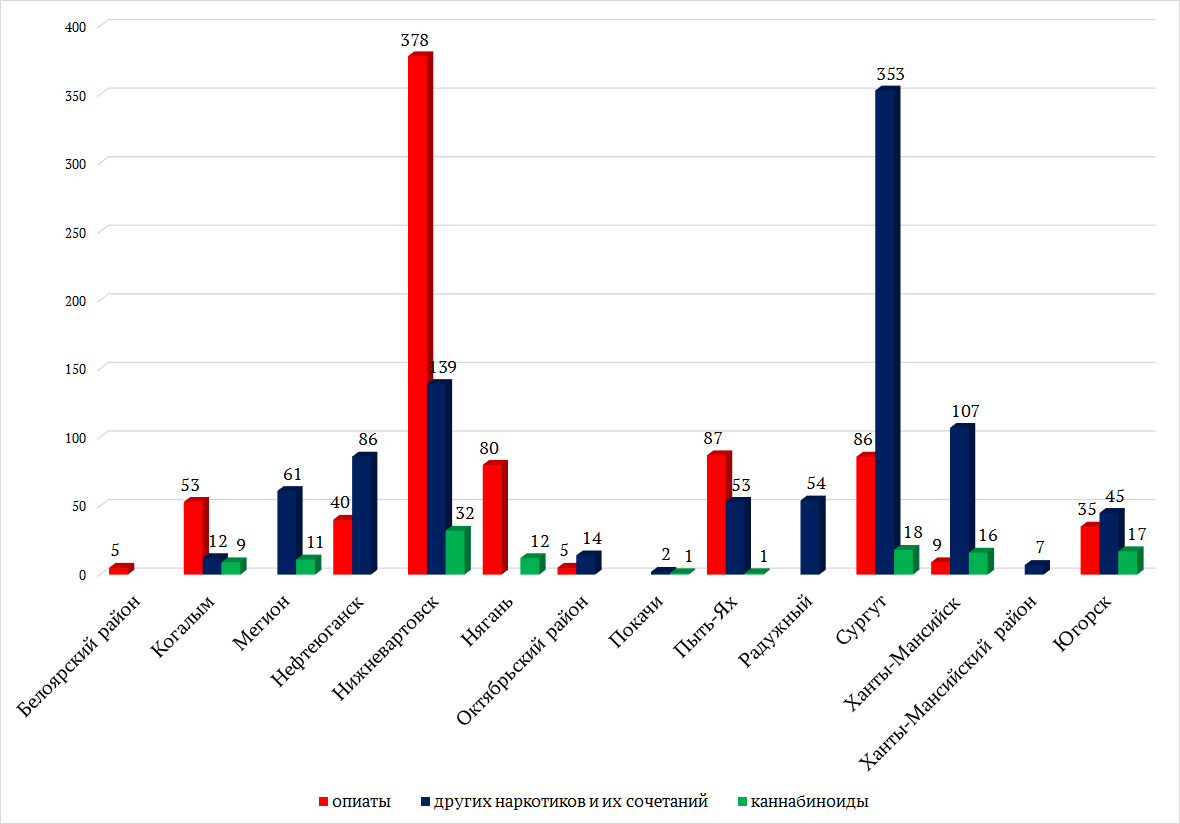 400
350
300
250
200
150
100
50
0
5
53 12 9
61 11
40 86
378 139 32
80 12
5 14
2 1
87 53 1
54
86 353 18
9 107 16
7
35 45 17
Белоярский район
Когалым
Мегион
Нефтеюганск
Нижневартовск
Нягань
Октябрьский район
Покачи
Пыть-Ях
Радужный
Сургут
Ханты-Мансийск
Ханты-Мансийский район
Югорск
опиаты других наркотиков и их сочетаний каннабиноиды